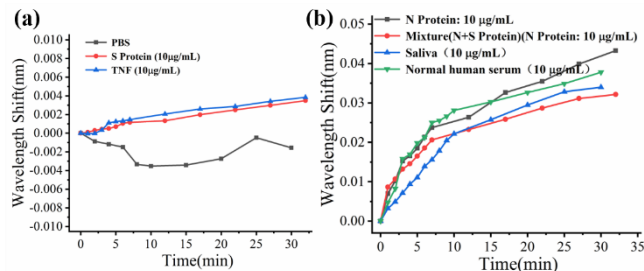 (a)
PBS
S Protein (10μg/mL)
TNF (10μg/mL)
Wavelength Shift(nm)
0.010
0.008
0.006
0.004
0.002
0.000
-0.002
-0.004
-0.006
-0.008
-0.010
0 5 10 15 20 25 30
Time(min)
(b)
N Protein: 10 μg/mL
Mixture(N+S Protein)(N Protein: 10 μg/mL)
Saliva（10 μg/mL）
Normal human serum（10 μg/mL）
Wavelength Shift(nm)
0.05
0.04
0.03
0.02
0.01
0.00
0 5 10 15 20 25 30 35
Time(min)